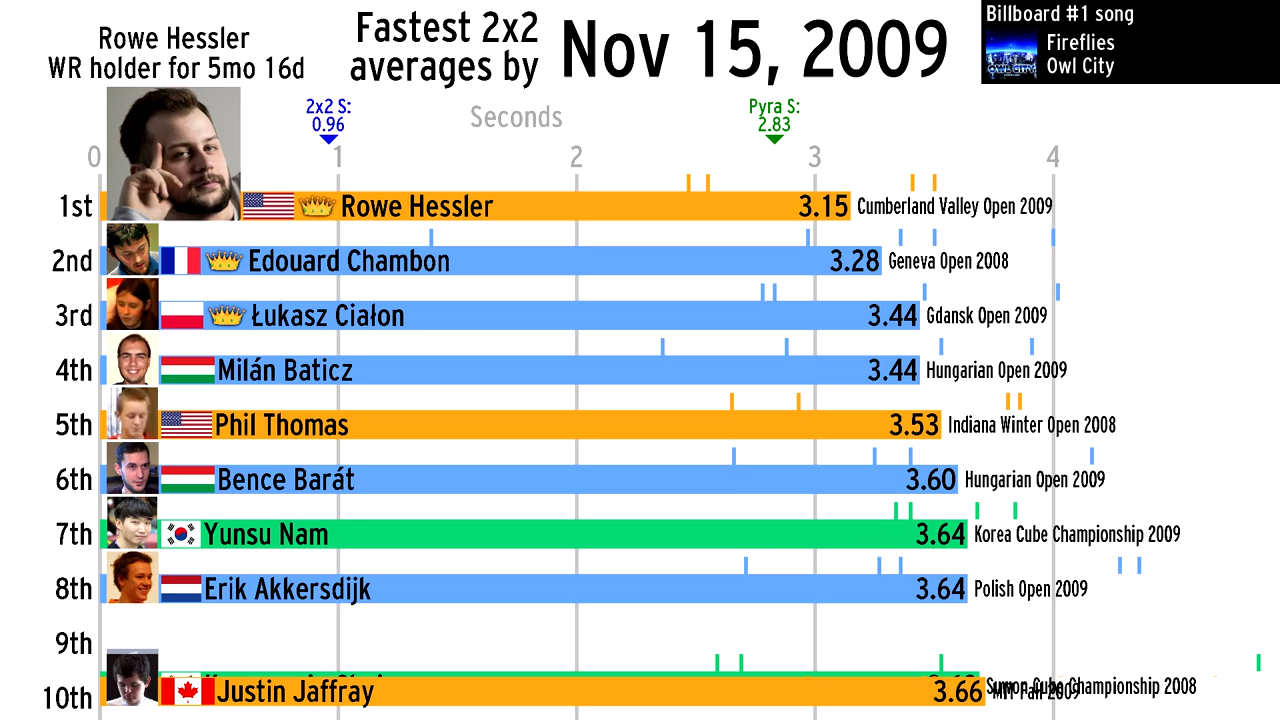 Rowe Hessler
WR holder for 5mo 16d
Fastest 2x2
averages by
Nov 15, 2009
Billboard #1 song
Fireflies
Owl City
OWL CITY
2x2 S:
0.96
Seconds
Pyra S:
2.83
0 1 2 3 4
1st Rowe Hessler 3.15 Cumberland Valley Open 2009
2nd Edouard Chambon 3.28 Geneva Open 2008
3rd Łukasz Ciałon 3.44 Gdansk Open 2009
4th Milán Baticz 3.44 Hungarian Open 2009
5th Phil Thomas 3.53 Indiana Winter Open 2008
6th Bence Barát 3.60 Hungarian Open 2009
7th Yunsu Nam 3.64 Korea Cube Championship 2009
8th Erik Akkersdijk 3.64 Polish Open 2009
9th
10th Justin Jaffray 3.66 Championship 2008